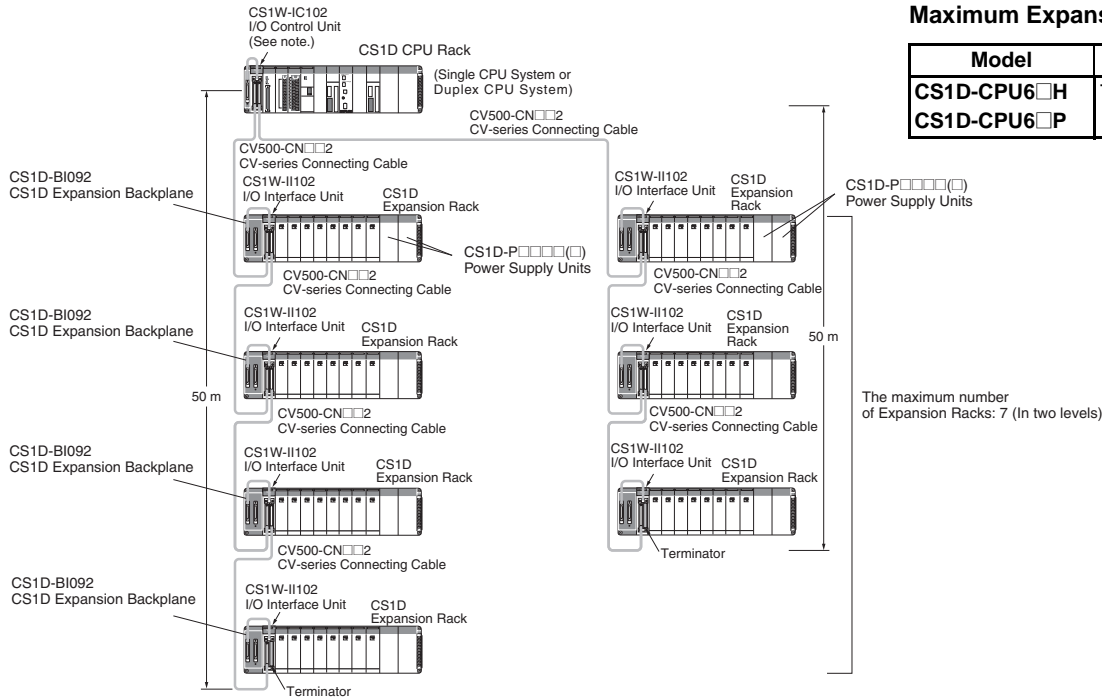 CS1W-IC102
I/O Control Unit
(See note.)
CS1D CPU Rack
(Single CPU System or
Duplex CPU System)
CV500-CN□□2
CV-series Connecting Cable
Maximum Expans
Model
CS1D-CPU6□H
CS1D-CPU6□P
CV500-CN□□2
CV-series Connecting Cable
CS1D-BI092
CS1D Expansion Backplane
CS1W-II102
I/O Interface Unit
CS1D
Expansion Rack
CS1D-P□□□□(□)
Power Supply Units
CV500-CN□□2
CV-series Connecting Cable
CS1D-BI092
CS1D Expansion Backplane
CS1W-II102
I/O Interface Unit
CS1D
Expansion Rack
50 m
CV500-CN□□2
CV-series Connecting Cable
CS1D-BI092
CS1D Expansion Backplane
CS1W-II102
I/O Interface Unit
CS1D
Expansion Rack
CV500-CN□□2
CV-series Connecting Cable
CS1D-BI092
CS1D Expansion Backplane
CS1W-II102
I/O Interface Unit
CS1D
Expansion Rack
Terminator
CS1W-II102
I/O Interface Unit
CS1D
Expansion
Rack
CS1D-P□□□□(□)
Power Supply Units
CV500-CN□□2
CV-series Connecting Cable
CS1W-II102
I/O Interface Unit
CS1D
Expansion
Rack
50 m
CV500-CN□□2
CV-series Connecting Cable
CS1W-II102
I/O Interface Unit
CS1D
Expansion Rack
Terminator
The maximum number
of Expansion Racks: 7 (In two levels)